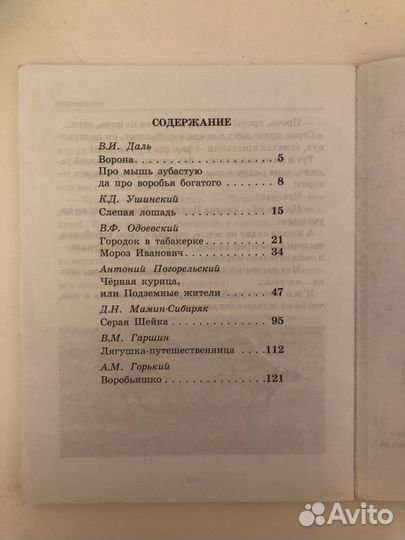 СОДЕРЖАНИЕ
В.И. Даль
Ворона. . . . . . . . . . . . . . . . . . . 5
Про мышь зубастую
да про воробья богатого . . . . . 8
К.Д. Ушинский
Слепая лошадь . . . . . . . . . . . . 15
В.Ф. Одоевский
Городок в табакерке . . . . . . . . 21
Мороз Иванович . . . . . . . . . . . 34
Антоний Погорельский
Чёрная курица,
или Подземные жители . . . . . 47
Д.Н. Мамин-Сибиряк
Серая Шейка . . . . . . . . . . . . . 95
В.М. Гаршин
Лягушка-путешественница . . . . 112
А.М. Горький
Воробьишко . . . . . . . . . . . . . 121
Avito